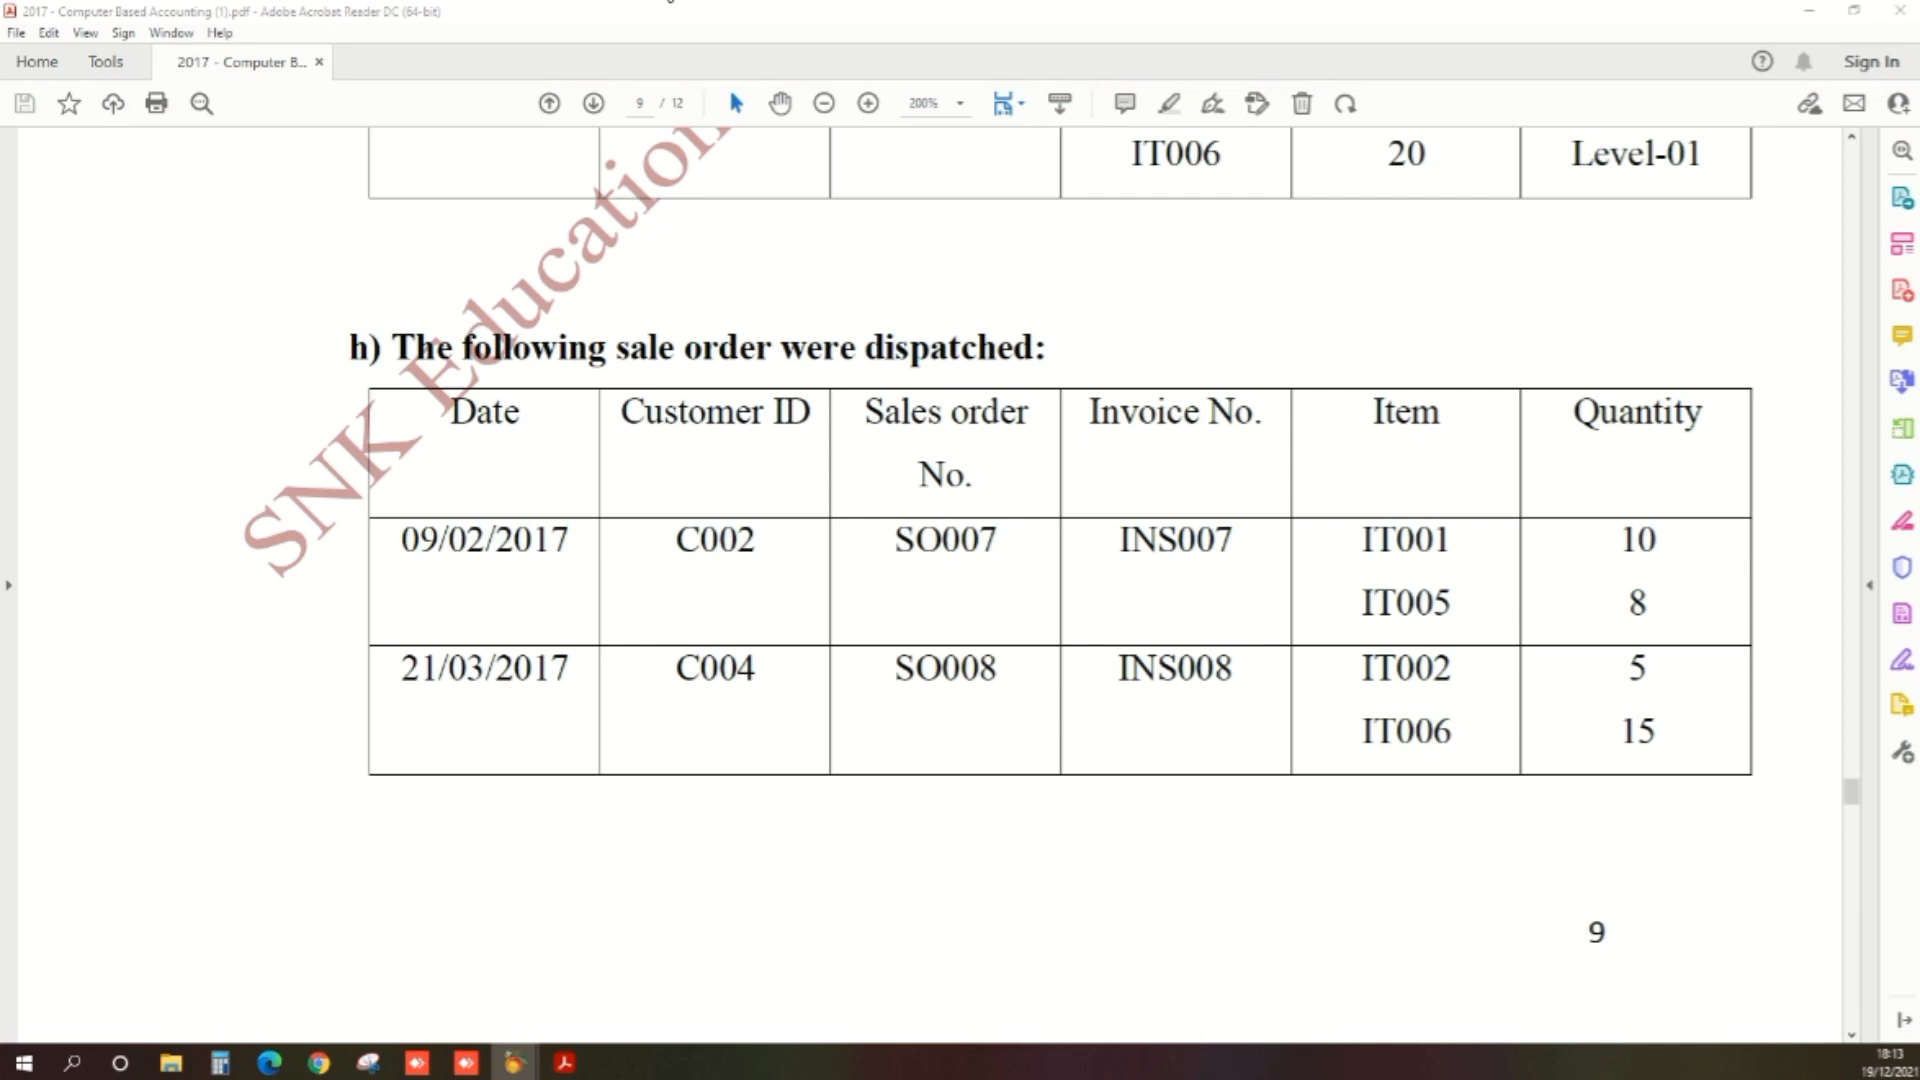 2017 - Computer Based Accounting (1).pdf - Adobe Acrobat Reader DC (64-bit)
File Edit View Sign Window Help
Home Tools 2017 - Computer B... × Sign In
9 / 12 200%
IT006 20 Level-01
SNK Education
h) The following sale order were dispatched:
Date Customer ID Sales order Invoice No. Item Quantity
No.
09/02/2017 C002 SO007 INS007 IT001 10
IT005 8
21/03/2017 C004 SO008 INS008 IT002 5
IT006 15
9
18:13
19/12/2021